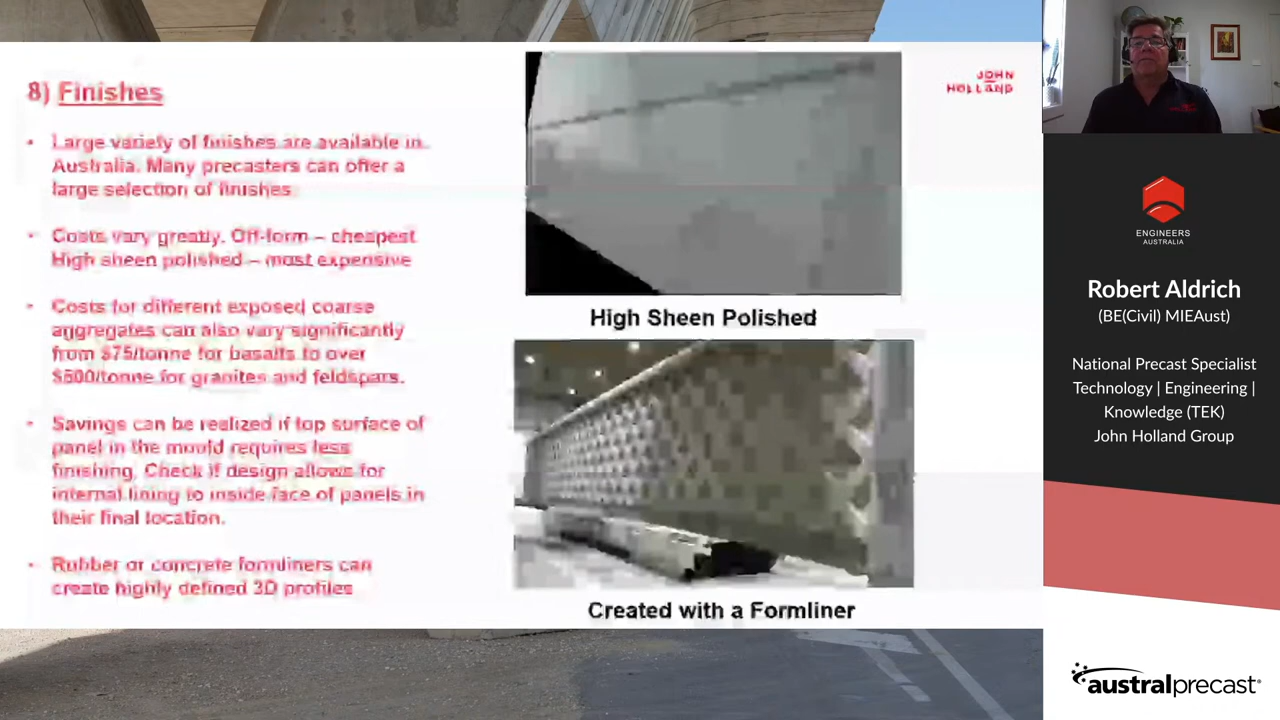 8) Finishes
• Large variety of finishes are available in
Australia. Many precasters can offer a
large selection of finishes.
• Costs vary greatly. Off-form – cheapest
High sheen polished – most expensive
• Costs for different exposed coarse
aggregates can also vary significantly
from $75/tonne for basalts to over
$500/tonne for granites and feldspars.
• Savings can be realized if top surface of
panel in the mould requires less
finishing. Check if design allows for
internal lining to inside face of panels in
their final location.
• Rubber or concrete formliners can
create highly defined 3D profiles
High Sheen Polished
Created with a Formliner
JOHN
HOLLAND
ENGINEERS
AUSTRALIA
Robert Aldrich
(BE(Civil) MIEAust)
National Precast Specialist
Technology | Engineering |
Knowledge (TEK)
John Holland Group
australprecast®